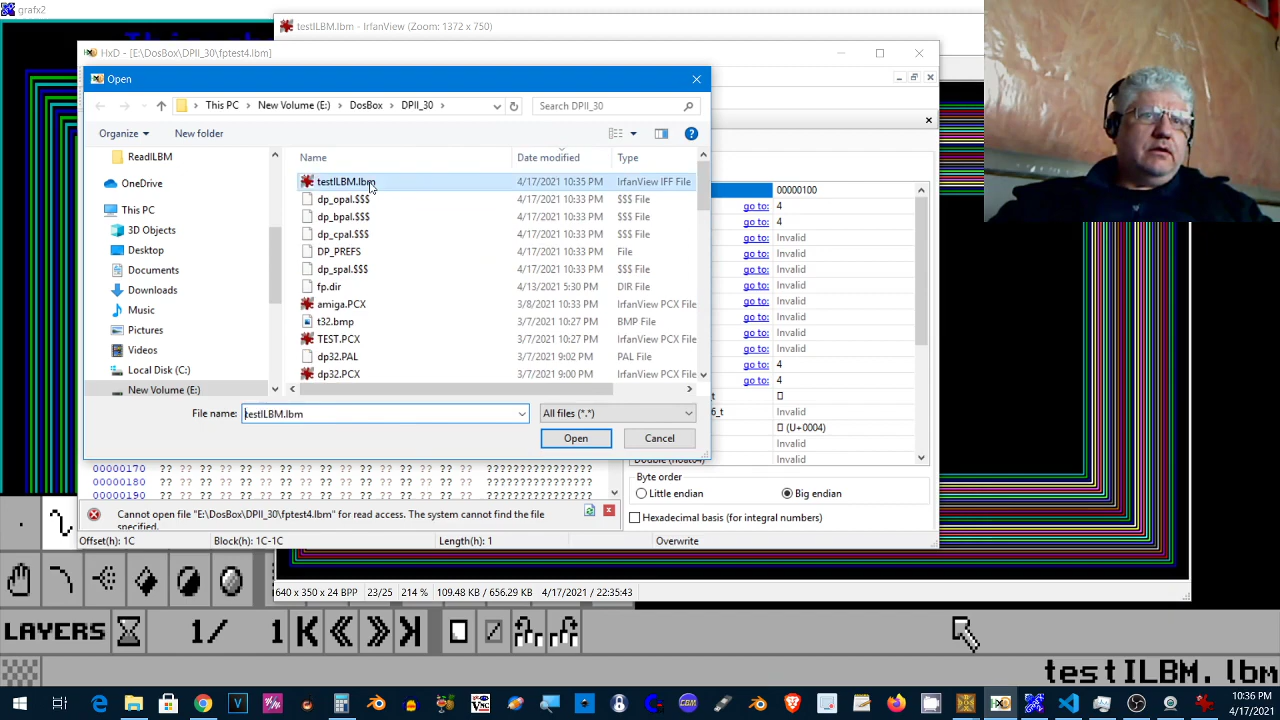 grafx2
testILBM.lbm - IrfanView (Zoom: 1372 x 750)
HxD - [E:\DosBox\DPII_30\fptest4.lbm]
Open
This PC > New Volume (E:) > DosBox > DPII_30 >
Search DPII_30
Organize
New folder
Name
Date modified
Type
ReadILBM
OneDrive
This PC
3D Objects
Desktop
Documents
Downloads
Music
Pictures
Videos
Local Disk (C:)
New Volume (E:)
testILBM.lbm 4/17/2021 10:35 PM IrfanView IFF File
dp_opal.$$$ 4/17/2021 10:33 PM $$$ File
dp_bpal.$$$ 4/17/2021 10:33 PM $$$ File
dp_cpal.$$$ 4/17/2021 10:33 PM $$$ File
DP_PREFS 4/17/2021 10:33 PM File
dp_spal.$$$ 4/17/2021 10:33 PM $$$ File
fp.dir 4/13/2021 5:30 PM DIR File
amiga.PCX 3/8/2021 10:33 PM IrfanView PCX File
t32.bmp 3/7/2021 10:27 PM BMP File
TEST.PCX 3/7/2021 10:27 PM IrfanView PCX File
dp32.PAL 3/7/2021 9:02 PM PAL File
dp32.PCX 3/7/2021 9:00 PM IrfanView PCX File
File name:
testILBM.lbm
All files (*.*)
Open
Cancel
00000100
go to: 4
go to: 4
go to: Invalid
go to: Invalid
go to: Invalid
go to: Invalid
go to: Invalid
go to: Invalid
go to: Invalid
go to: Invalid
go to: 4
go to: 4
Invalid
(U+0004)
Invalid
Double (float64) Invalid
Byte order
Little endian
Big endian
Hexadecimal basis (for integral numbers)
00000170 ?? ?? ?? ?? ?? ?? ?? ?? ?? ?? ?? ?? ?? ?? ?? ?? ????????????????
00000180 ?? ?? ?? ?? ?? ?? ?? ?? ?? ?? ?? ?? ?? ?? ?? ?? ????????????????
00000190 ?? ?? ?? ?? ?? ?? ?? ?? ?? ?? ?? ?? ?? ?? ?? ?? ????????????????
Cannot open file "E:\DosBox\DPII_30\fptest4.lbm" for read access. The system cannot find the file
specified.
Offset(h): 1C
Block(h): 1C-1C
Length(h): 1
Overwrite
640 x 350 x 24 BPP
23/25
214 %
109.48 KB / 656.29 KB
4/17/2021 / 22:35:43
LAYERS
1/ 1
testILBM.lbm
10:36 PM
4/17/2021